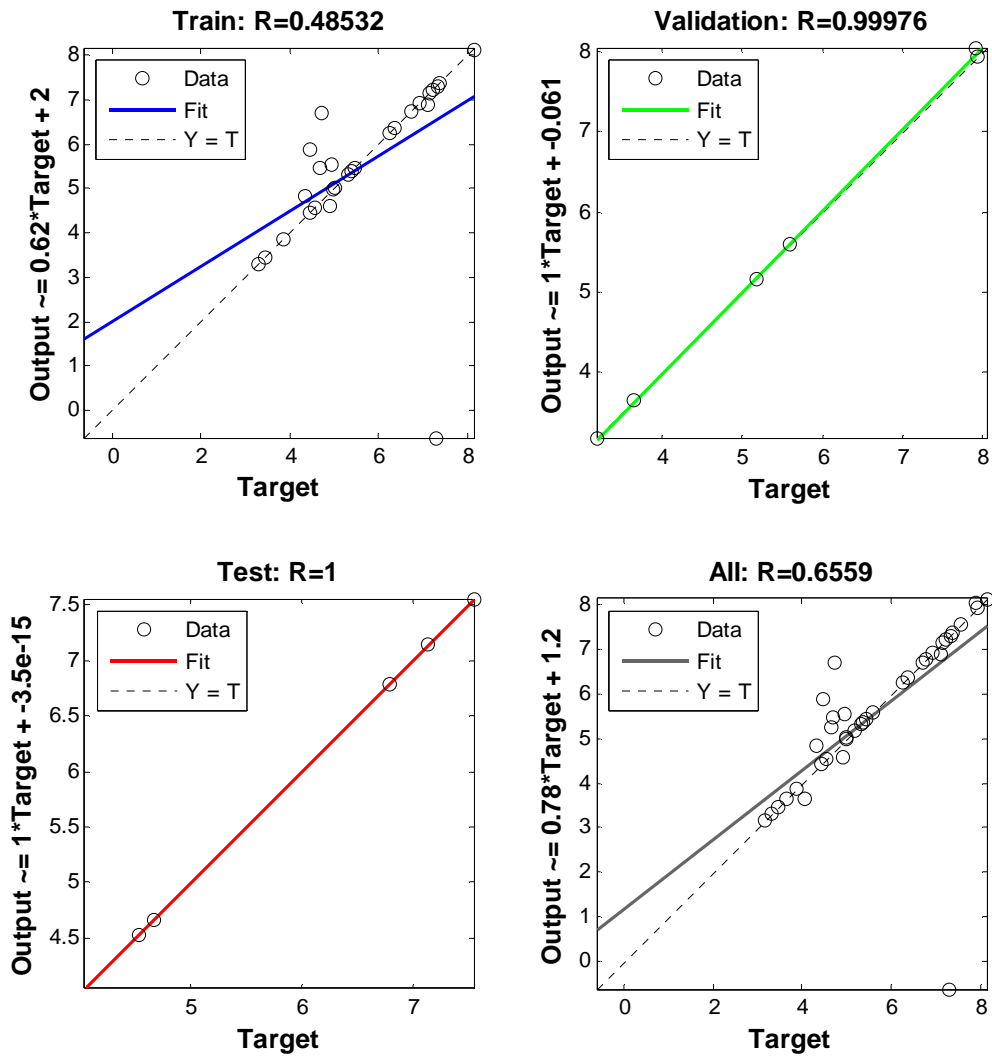 Train: R=0.48532
Output ~= 0.62*Target + 2
8
7
6
5
4
3
2
1
0
Data
Fit
Y = T
0 2 4 6 8
Target
Validation: R=0.99976
Output ~= 1*Target + -0.061
8
7
6
5
4
Data
Fit
Y = T
4 5 6 7 8
Target
Test: R=1
Output ~= 1*Target + -3.5e-15
7.5
7
6.5
6
5.5
5
4.5
Data
Fit
Y = T
5 6 7
Target
All: R=0.6559
Output ~= 0.78*Target + 1.2
8
7
6
5
4
3
2
1
0
Data
Fit
Y = T
0 2 4 6 8
Target